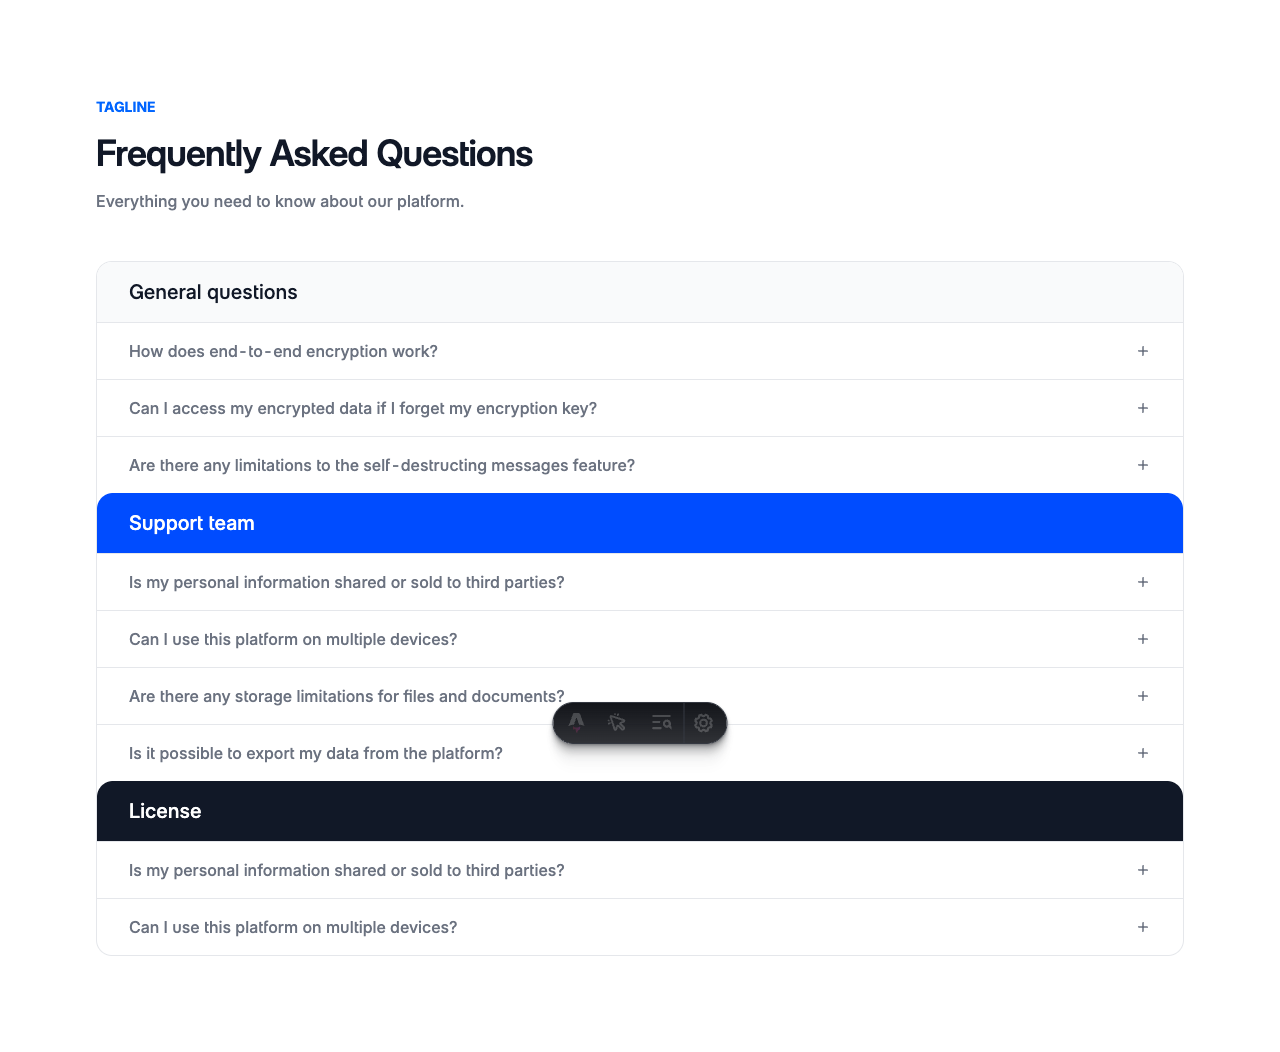 TAGLINE
Frequently Asked Questions
Everything you need to know about our platform.
General questions
How does end-to-end encryption work?
Can I access my encrypted data if I forget my encryption key?
Are there any limitations to the self-destructing messages feature?
Support team
Is my personal information shared or sold to third parties?
Can I use this platform on multiple devices?
Are there any storage limitations for files and documents?
Is it possible to export my data from the platform?
License
Is my personal information shared or sold to third parties?
Can I use this platform on multiple devices?